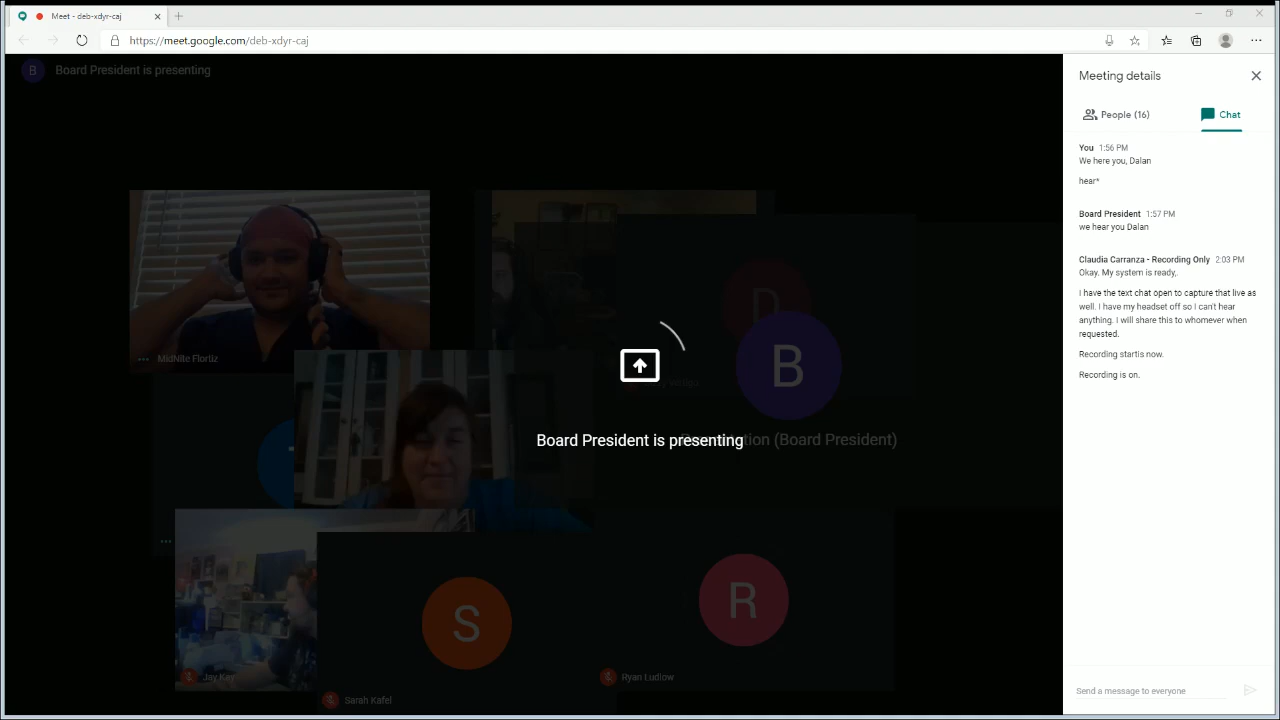 Meet - deb-xdyr-caj
https://meet.google.com/deb-xdyr-caj
B
Board President is presenting
Meeting details
People (16)
Chat
You 1:56 PM
We here you, Dalan
hear*
Board President 1:57 PM
we hear you Dalan
Claudia Carranza - Recording Only 2:03 PM
Okay. My system is ready,.
I have the text chat open to capture that live as
well. I have my headset off so I can't hear
anything. I will share this to whomever when
requested.
Recording startis now.
Recording is on.
MidNite Flortiz
D
B
Board President is presenting
(Board President)
S
R
Jay Kay
Sarah Kafel
Ryan Ludlow
Send a message to everyone